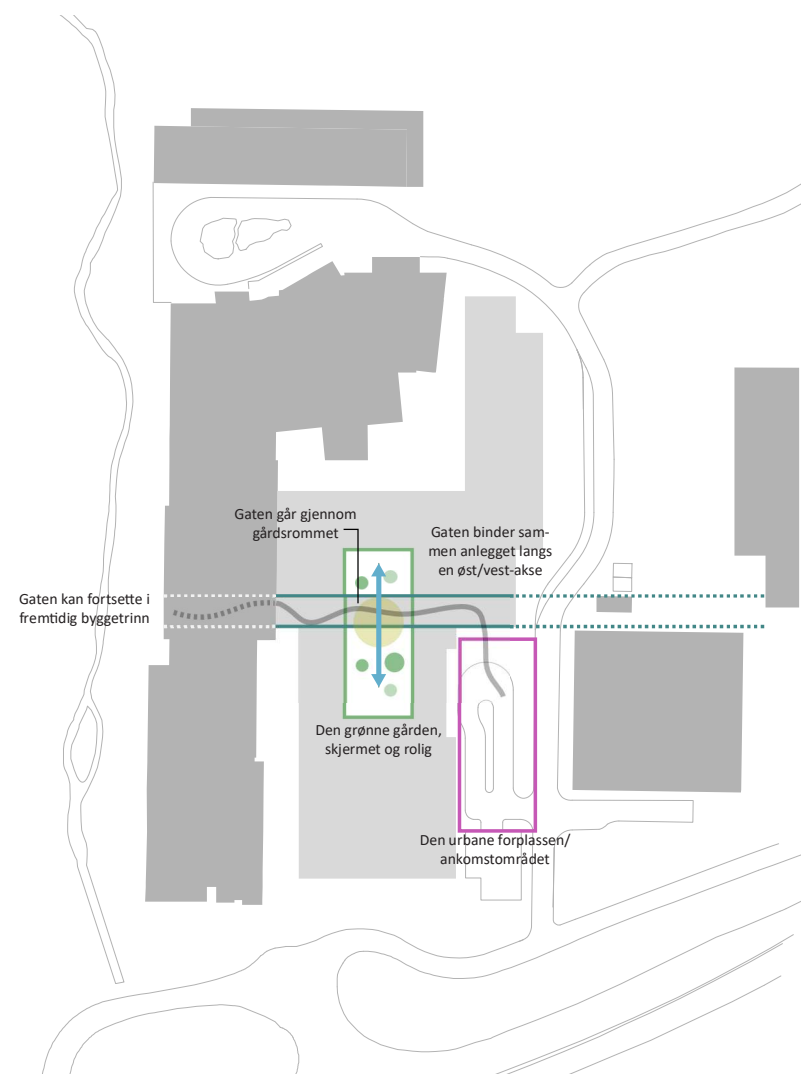 Gaten går gjennom
gårdsrommet
Gaten binder sam-
men anlegget langs
en øst/vest-akse
Gaten kan fortsette i
fremtidig byggetrinn
Den grønne gården,
skjermet og rolig
Den urbane forplassen/
ankomstområdet